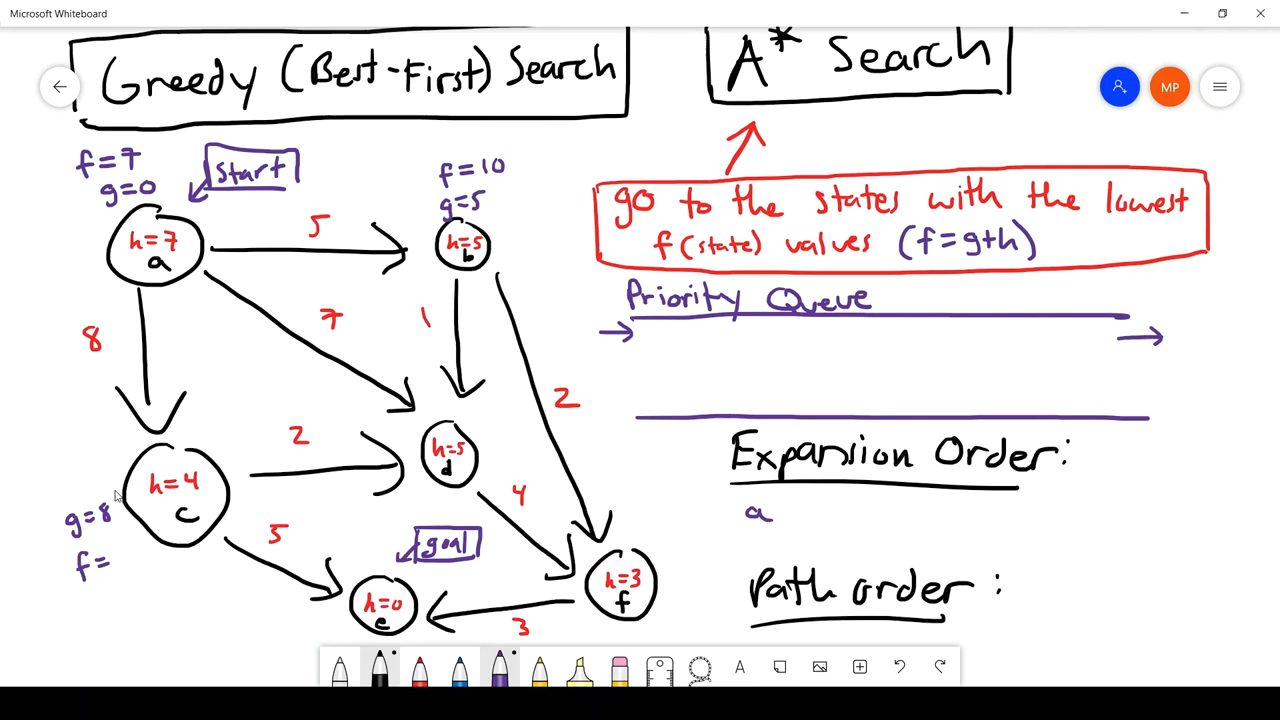 Microsoft Whiteboard
Greedy (Best-First) Search
A* Search
MP
f=7
g=0
Start
f=10
g=5
go to the states with the lowest
f(state) values (f=g+h)
h=7
a
5
h=5
b
Priority Queue
8
7
1
2
h=4
c
2
h=5
d
Expansion Order:
a
g=8
f=
5
4
goal
h=0
e
3
h=3
f
Path order:
A